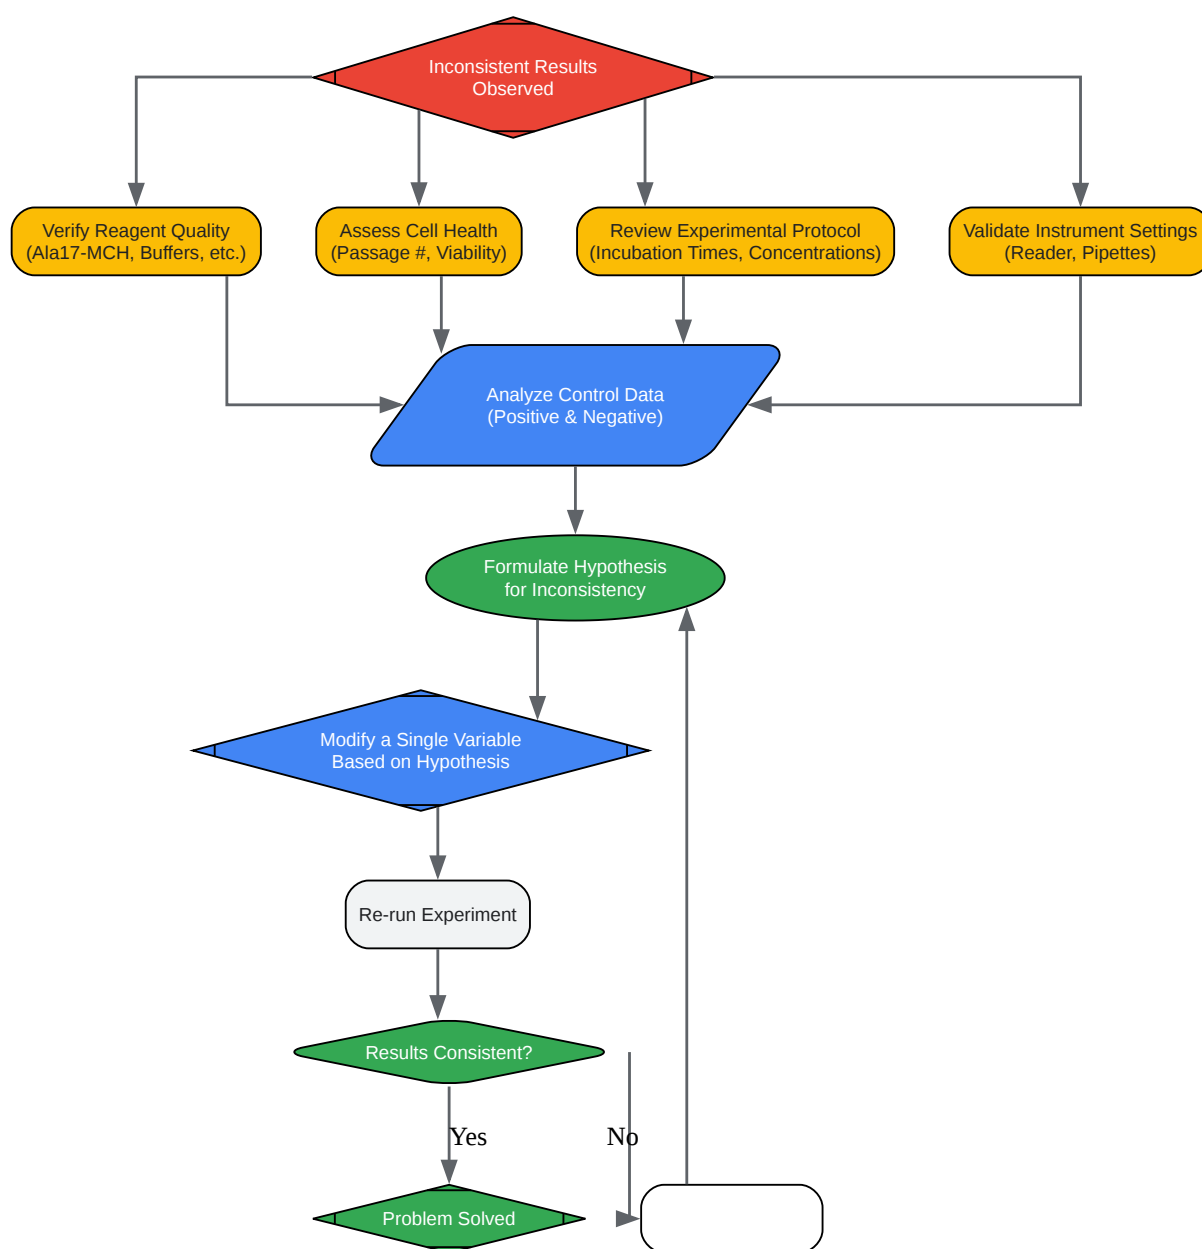 Inconsistent Results
Observed
Verify Reagent Quality
(Ala17-MCH, Buffers, etc.)
Assess Cell Health
(Passage #, Viability)
Review Experimental Protocol
(Incubation Times, Concentrations)
Validate Instrument Settings
(Reader, Pipettes)
Analyze Control Data
(Positive & Negative)
Formulate Hypothesis
for Inconsistency
Modify a Single Variable
Based on Hypothesis
Re-run Experiment
Results Consistent?
Yes
No
Problem Solved